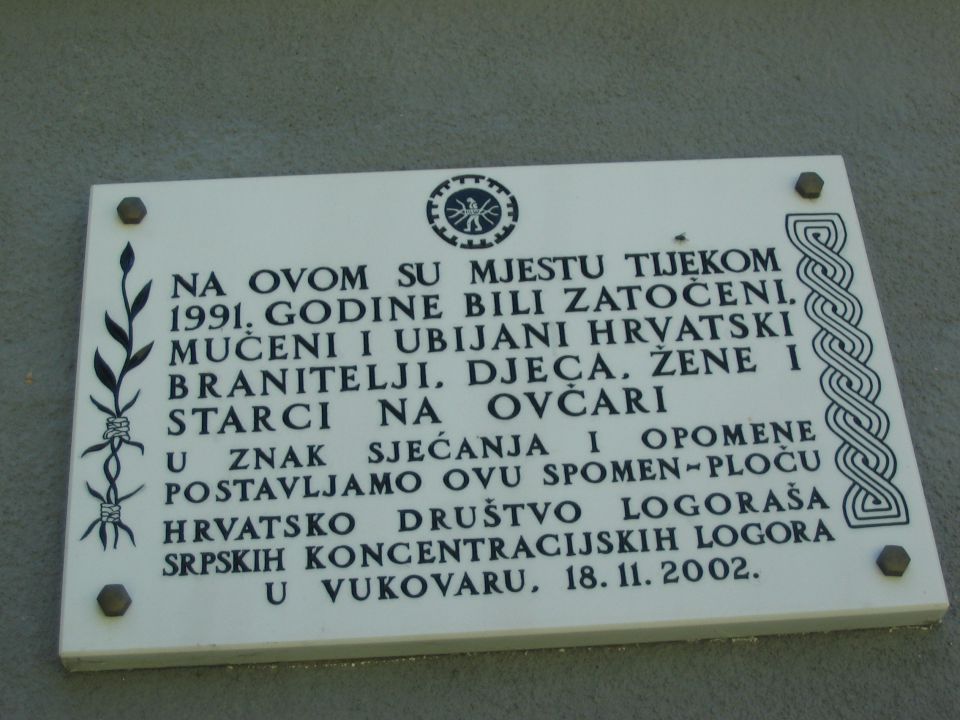 NA OVOM SU MJESTU TIJEKOM
1991. GODINE BILI ZATOČENI,
MUČENI I UBIJANI HRVATSKI
BRANITELJI, DJECA, ŽENE I
STARCI NA OVČARI
U ZNAK SJEĆANJA I OPOMENE
POSTAVLJAMO OVU SPOMEN-PLOČU
HRVATSKO DRUŠTVO LOGORAŠA
SRPSKIH KONCENTRACIJSKIH LOGORA
U VUKOVARU, 18.11.2002.